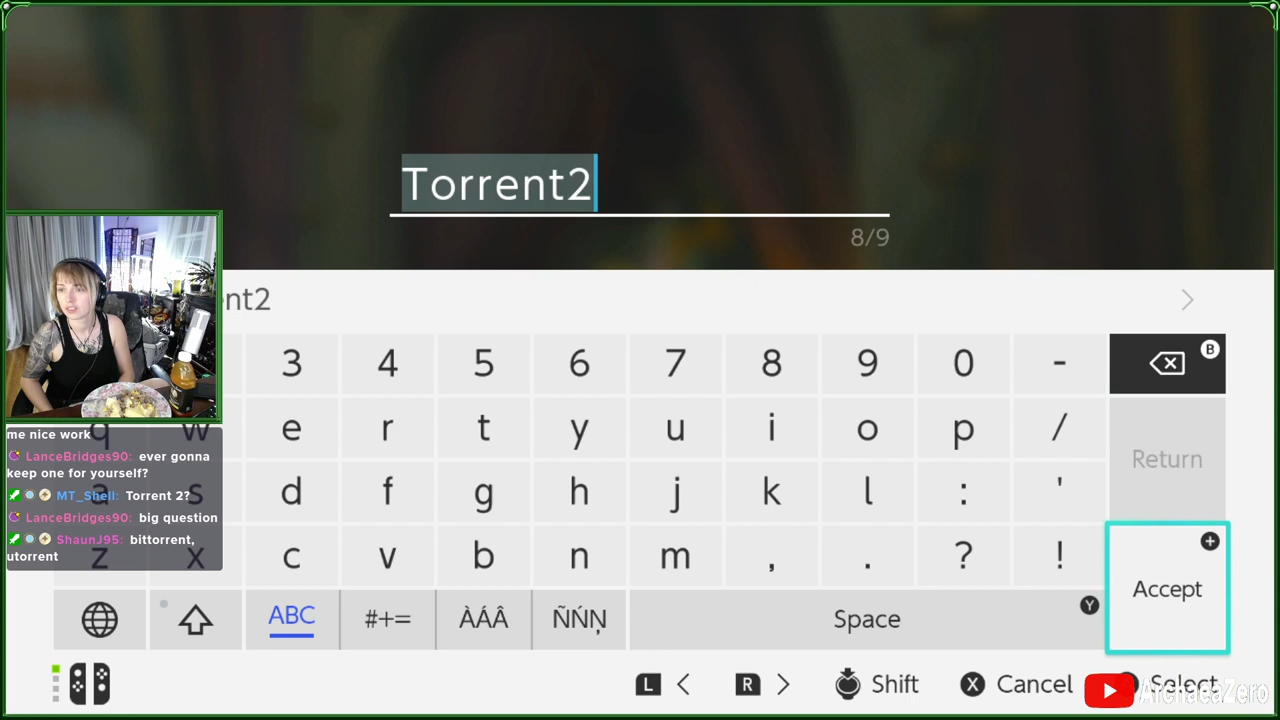 Torrent2
8/9
nt2
3 4 5 6 7 8 9 0 - B
q w e r t y u i o p / Return
a s d f g h j k l : '
z x c v b n m , . ? ! + Accept
ABC #+= ÀÁÂ ÑŃŅ Space Y
L R Shift X Cancel Select
me nice work
LanceBridges90: ever gonna
keep one for yourself?
MT_Shell: Torrent 2?
LanceBridges90: big question
ShaunJ95: bittorrent,
utorrent
ArchaeaZero